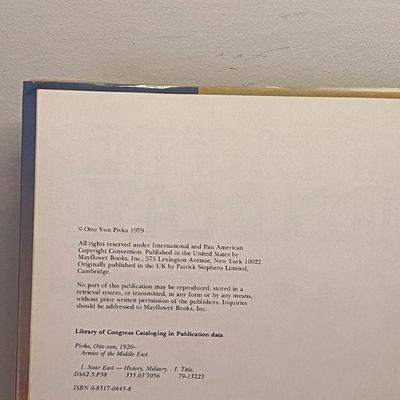 © Otto Von Pivka 1979
All rights reserved under International and Pan American
Copyright Convention. Published in the United States by
Mayflower Books, Inc., 575 Lexington Avenue, New York 10022.
Originally published in the UK by Patrick Stephens Limited,
Cambridge.
No part of this publication may be reproduced, stored in a
retrieval system, or transmitted, in any form or by any means,
without prior written permission of the publishers. Inquiries
should be addressed to Mayflower Books, Inc.
Library of Congress Cataloging in Publication data
Pivka, Otto von, 1920–
Armies of the Middle East.
1. Near East — History, Military. I. Title.
DS62.5.P58 355.03'3056 79-13223
ISBN 0-8317-0443-8